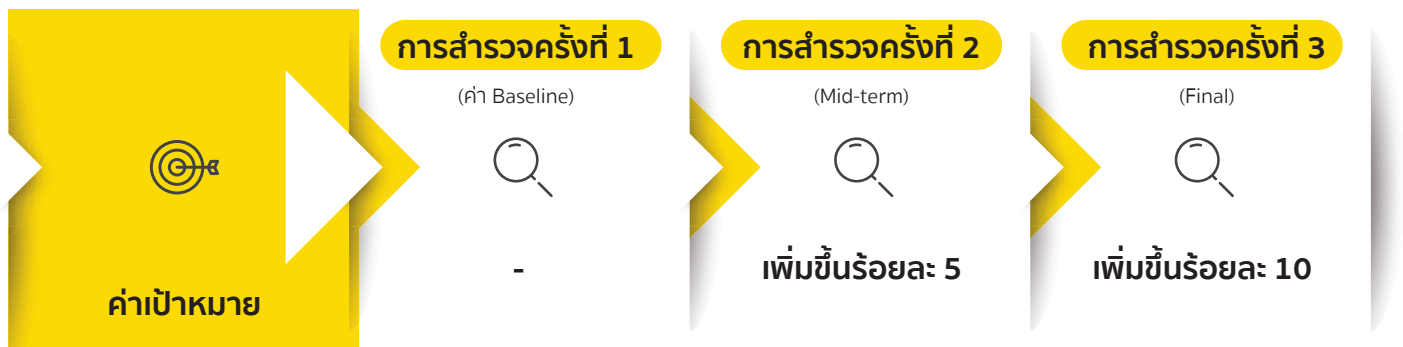 ค่าเป้าหมาย
การสำรวจครั้งที่ 1
(ค่า Baseline)
-
การสำรวจครั้งที่ 2
(Mid-term)
เพิ่มขึ้นร้อยละ 5
การสำรวจครั้งที่ 3
(Final)
เพิ่มขึ้นร้อยละ 10